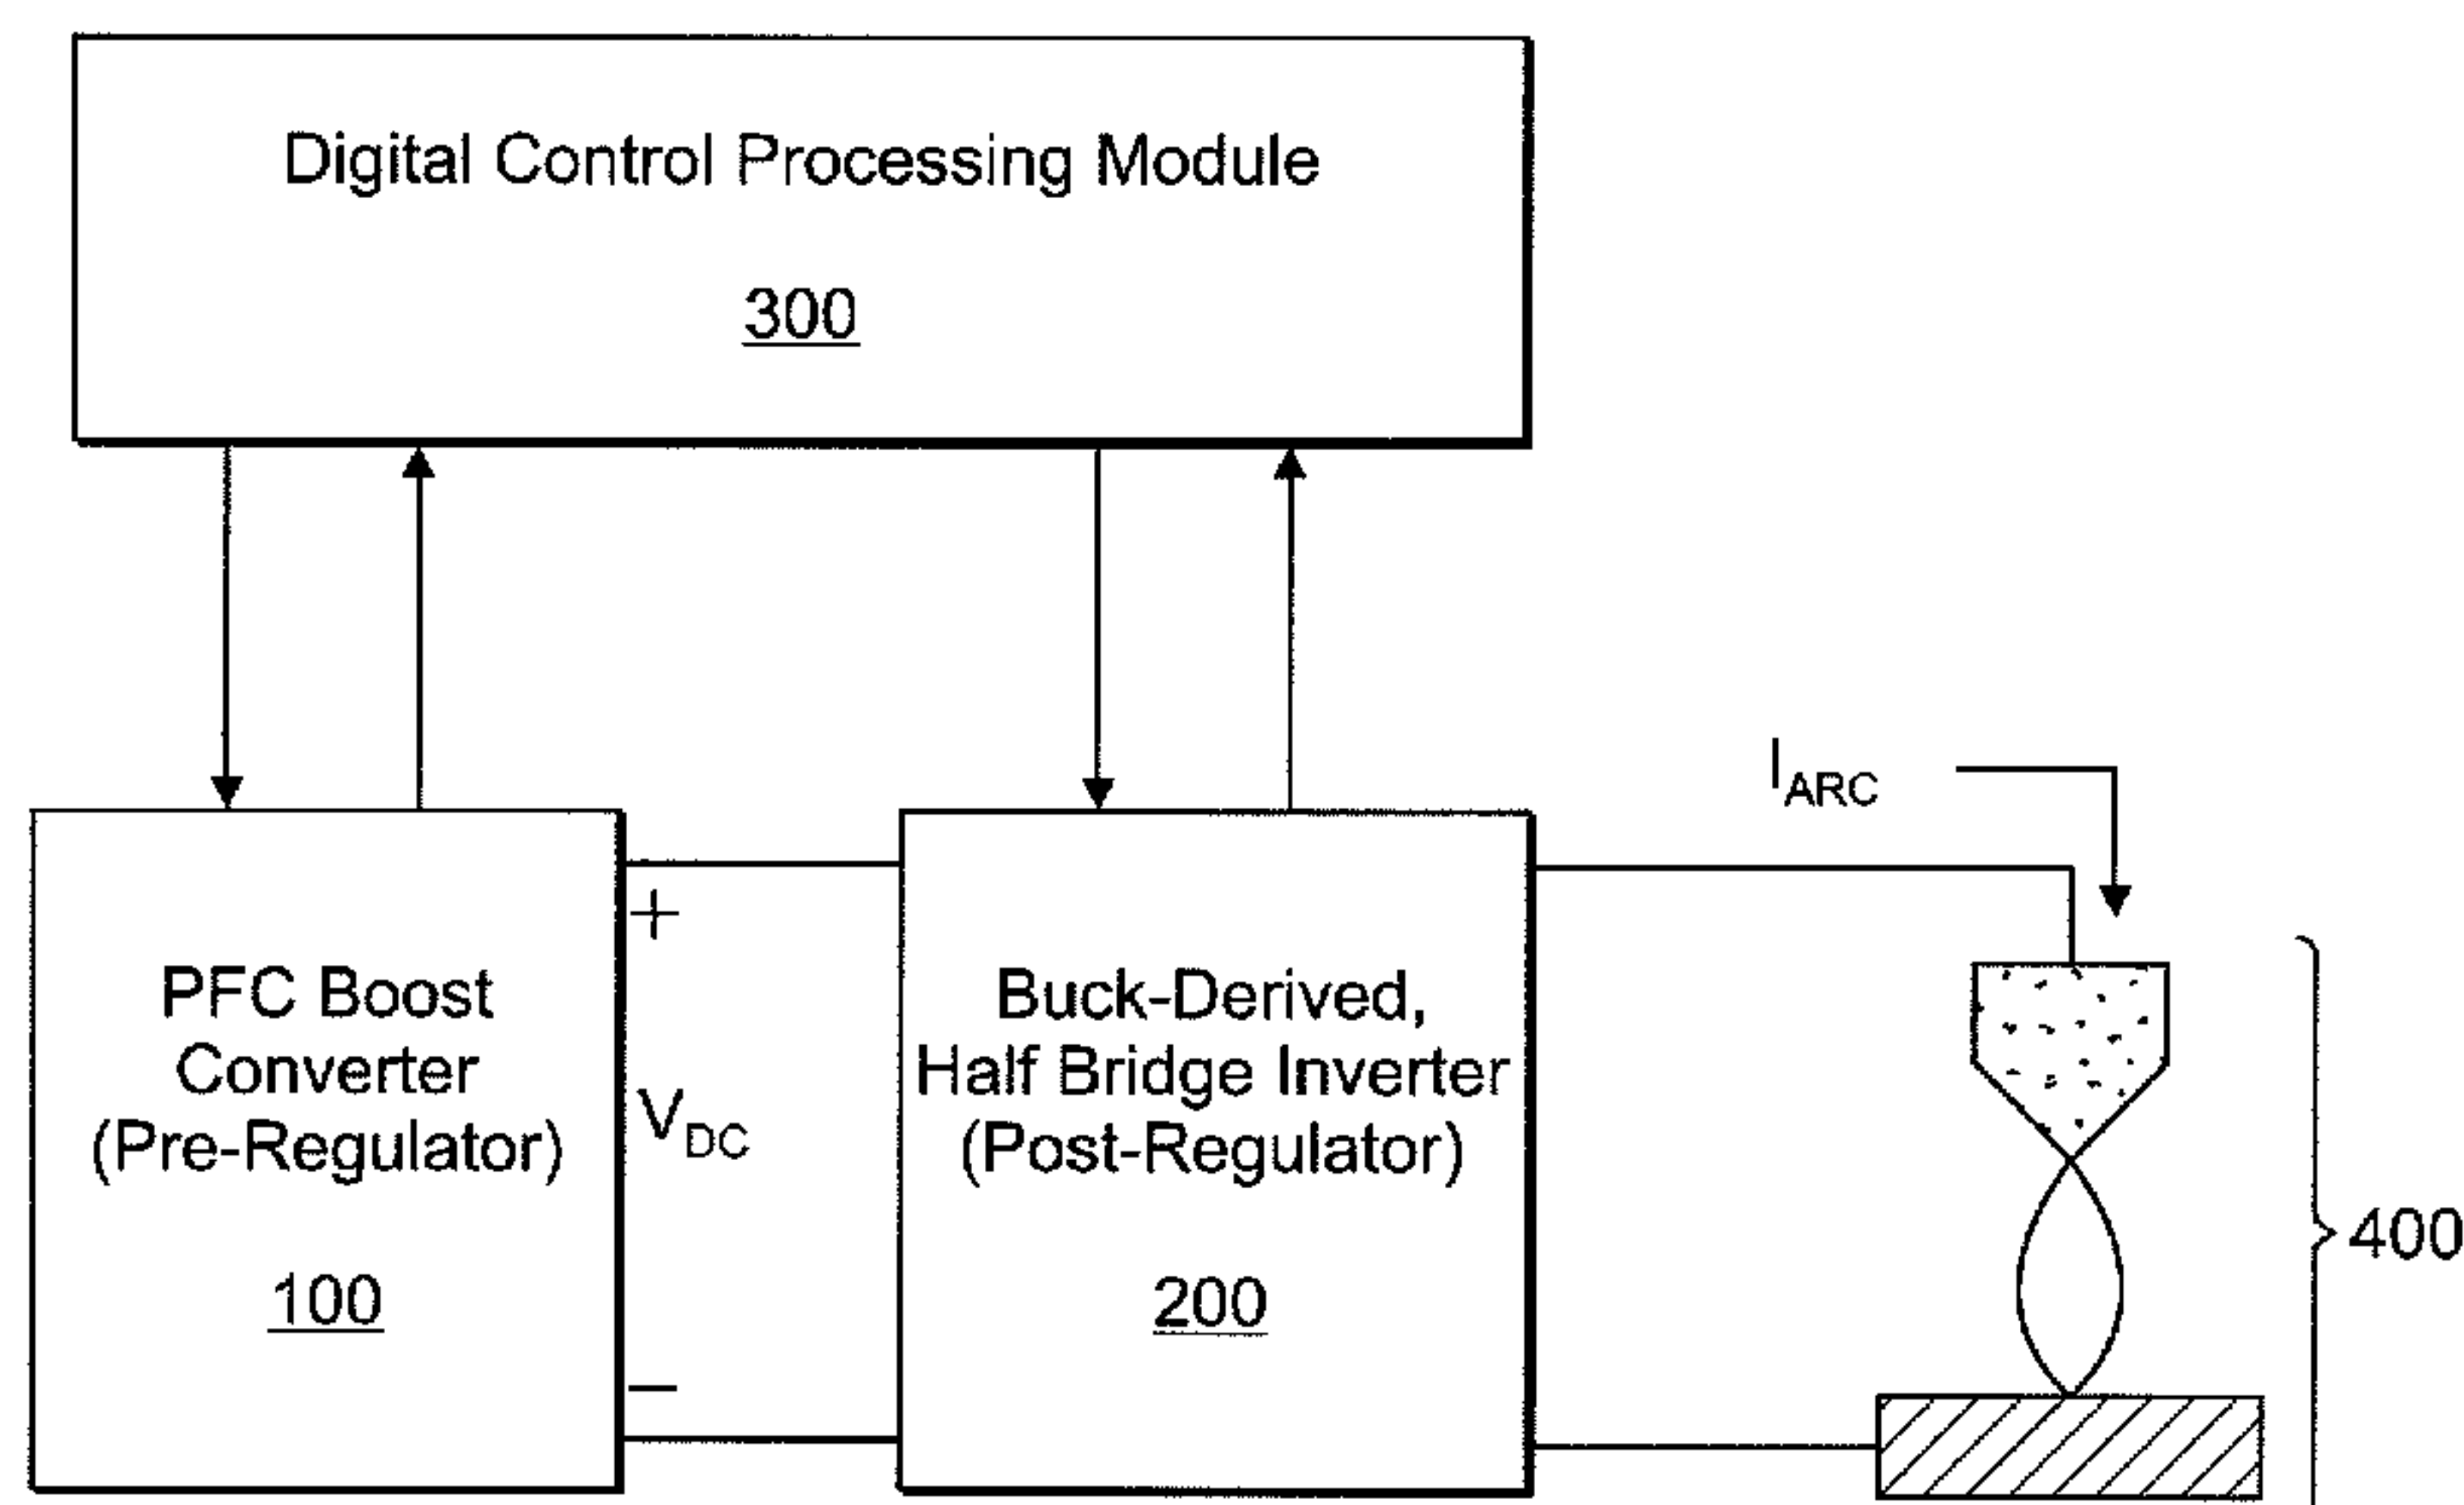 Digital Control Processing Module
300
I_ARC
PFC Boost
Converter
(Pre-Regulator)
100
+
V_DC
−
Buck-Derived,
Half Bridge Inverter
(Post-Regulator)
200
400